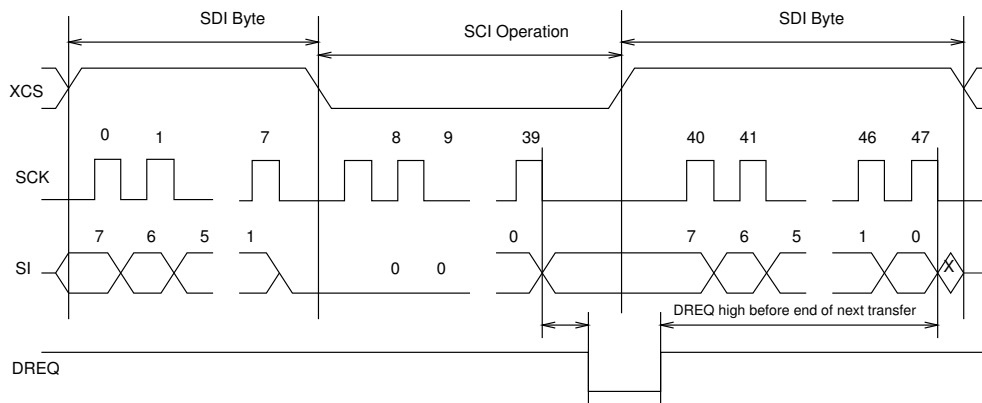 SDI Byte SCI Operation SDI Byte
XCS
0 1 7 8 9 39 40 41 46 47
SCK
7 6 5 1 0 0 0 7 6 5 1 0
SI X
DREQ high before end of next transfer
DREQ